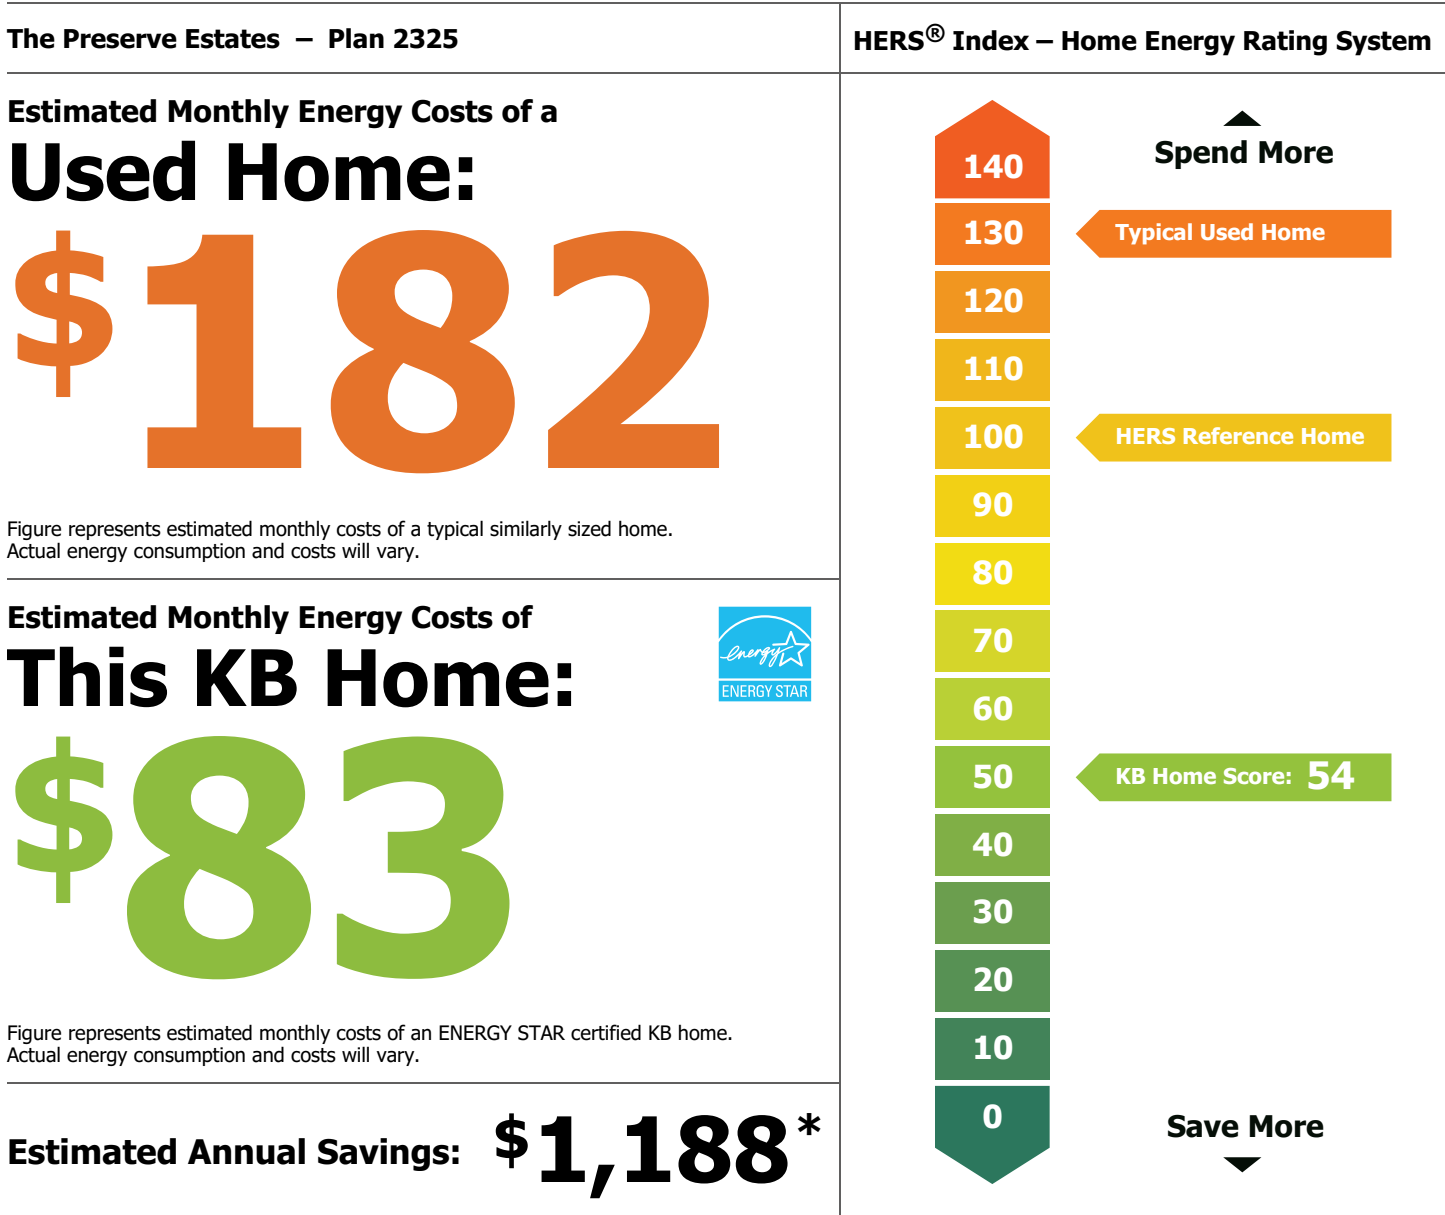 The Preserve Estates – Plan 2325
Estimated Monthly Energy Costs of a
Used Home:
$182
Figure represents estimated monthly costs of a typical similarly sized home.
Actual energy consumption and costs will vary.
Estimated Monthly Energy Costs of
This KB Home:
energy
ENERGY STAR
$83
Figure represents estimated monthly costs of an ENERGY STAR certified KB home.
Actual energy consumption and costs will vary.
Estimated Annual Savings: $1,188*
HERS® Index – Home Energy Rating System
Spend More
140
130 Typical Used Home
120
110
100 HERS Reference Home
90
80
70
60
50 KB Home Score: 54
40
30
20
10
0
Save More